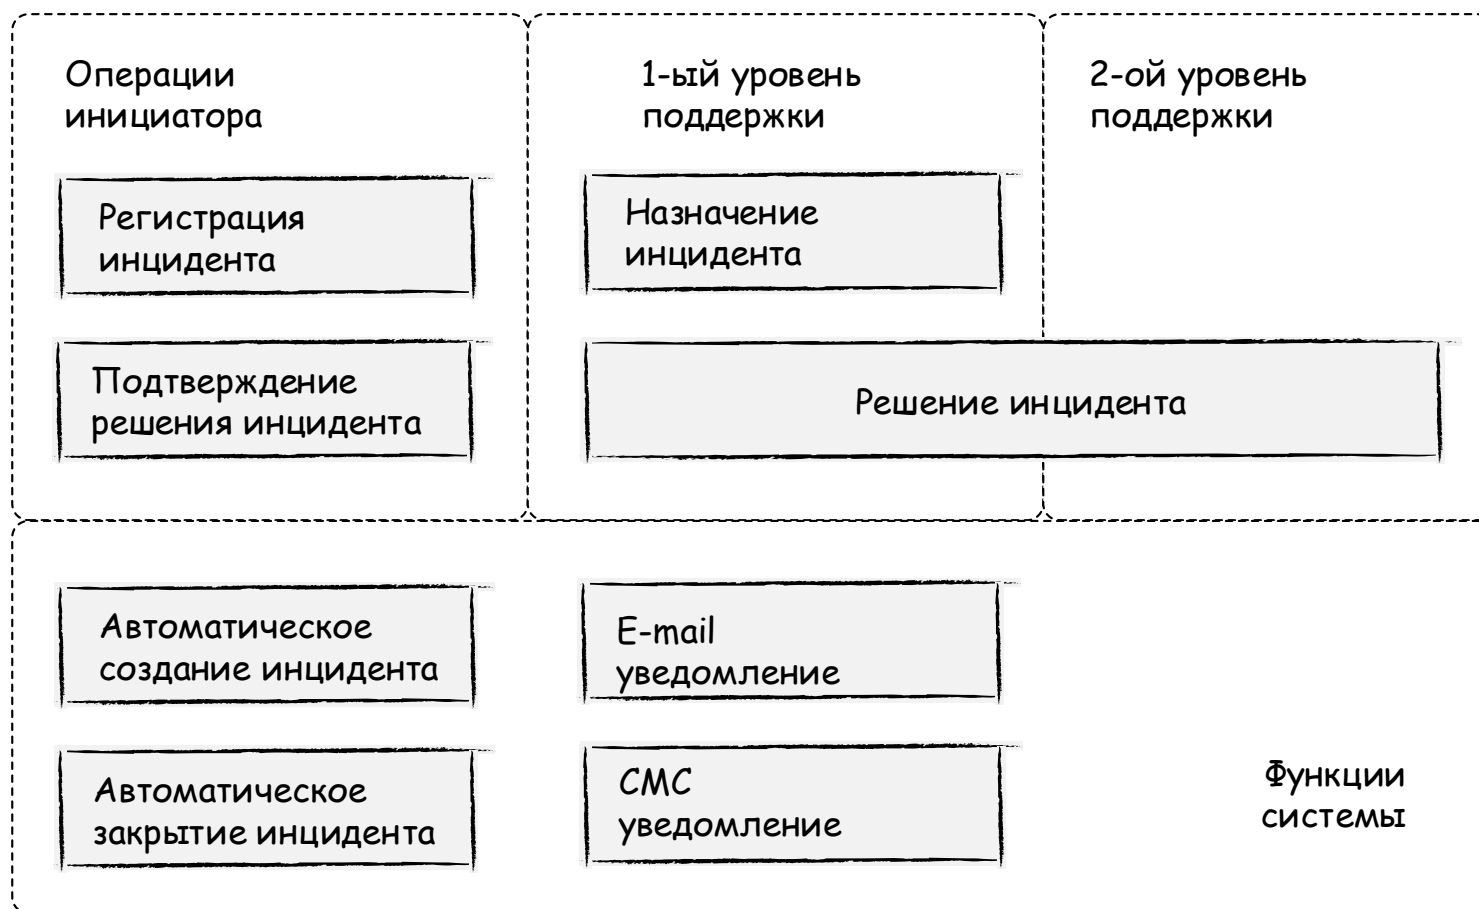 Операции
инициатора
1-ый уровень
поддержки
2-ой уровень
поддержки
Регистрация
инцидента
Назначение
инцидента
Подтверждение
решения инцидента
Решение инцидента
Автоматическое
создание инцидента
E-mail
уведомление
Автоматическое
закрытие инцидента
СМС
уведомление
Функции
системы